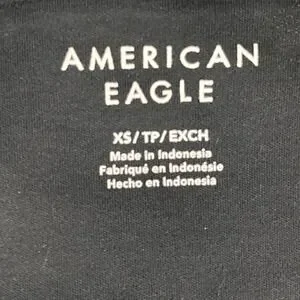 AMERICAN
EAGLE
XS/TP/EXCH
Made in Indonesia
Fabriqué en Indonésie
Hecho en Indonesia